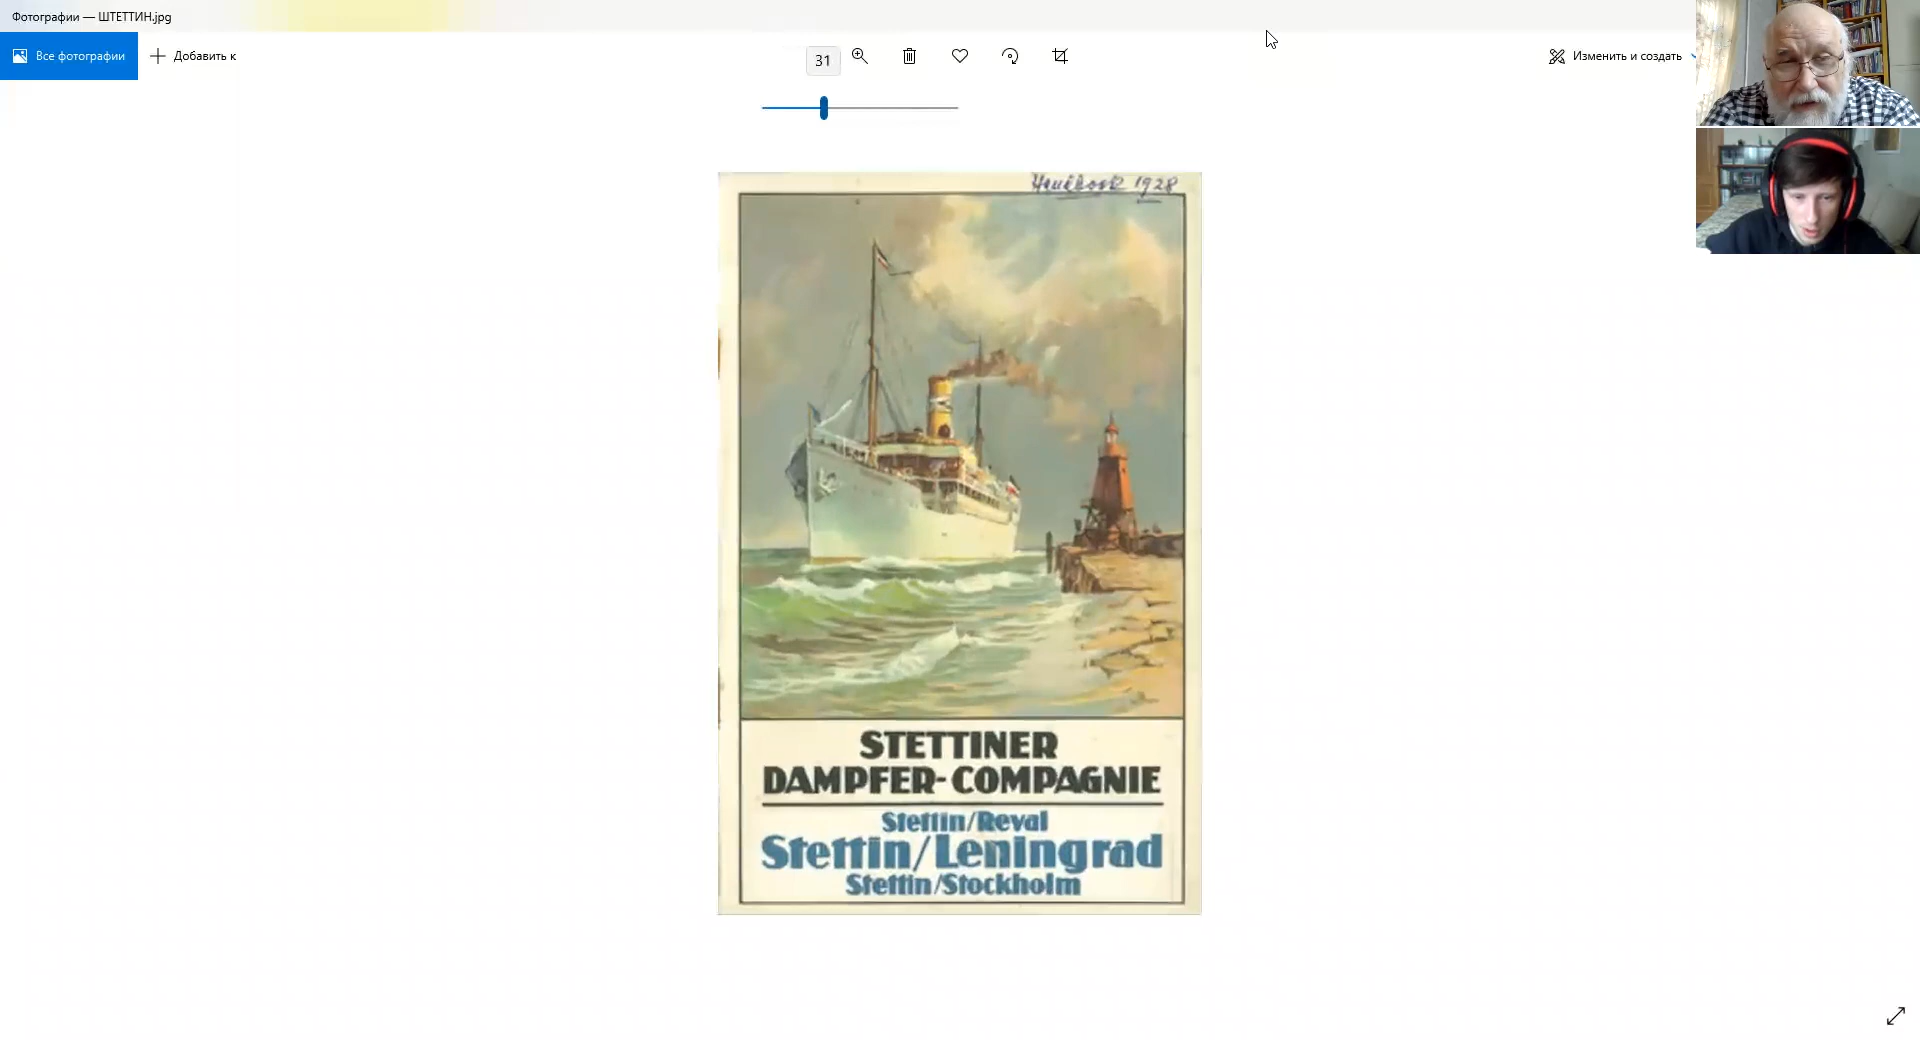 Фотографии — ШТЕТТИН.jpg
Все фотографии
Добавить к
31
Изменить и создать
1928
STETTINER
DAMPFER-COMPAGNIE
Stettin/Reval
Stettin/Leningrad
Stettin/Stockholm